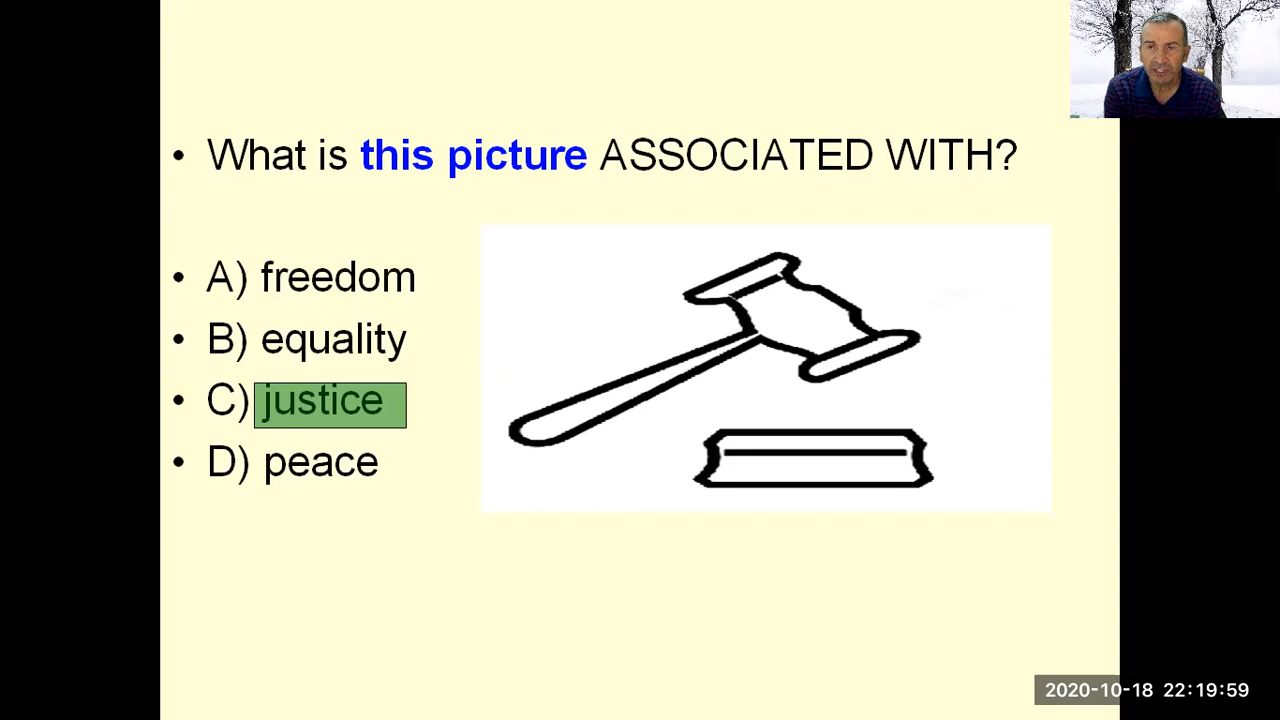 • What is this picture ASSOCIATED WITH?
• A) freedom
• B) equality
• C) justice
• D) peace
2020-10-18 22:19:59